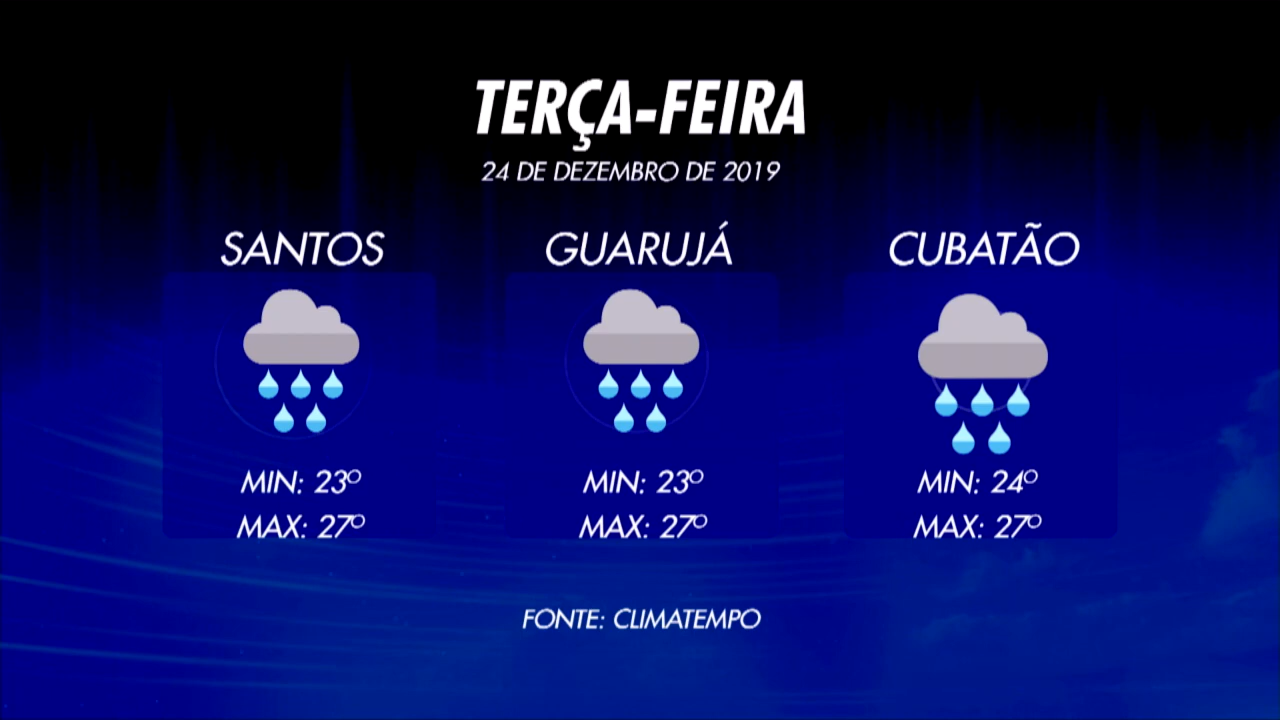 TERÇA-FEIRA
24 DE DEZEMBRO DE 2019
SANTOS
MIN: 23º
MAX: 27º
GUARUJÁ
MIN: 23º
MAX: 27º
CUBATÃO
MIN: 24º
MAX: 27º
FONTE: CLIMATEMPO